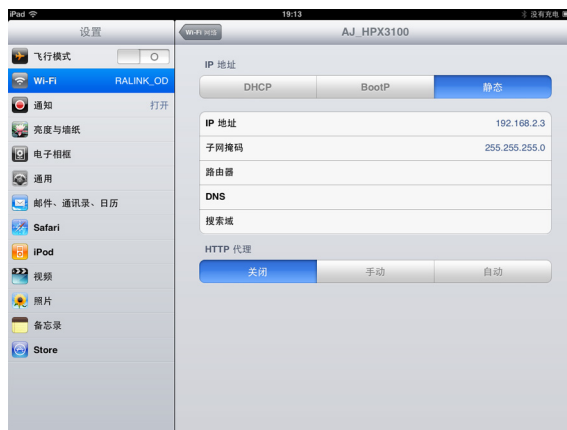 iPad
19:13
没有充电
设置
Wi-Fi 网络
AJ_HPX3100
飞行模式
Wi-Fi RALINK_OD
通知 打开
亮度与墙纸
电子相框
通用
邮件、通讯录、日历
Safari
iPod
视频
照片
备忘录
Store
IP 地址
DHCP BootP 静态
IP 地址 192.168.2.3
子网掩码 255.255.255.0
路由器
DNS
搜索域
HTTP 代理
关闭 手动 自动